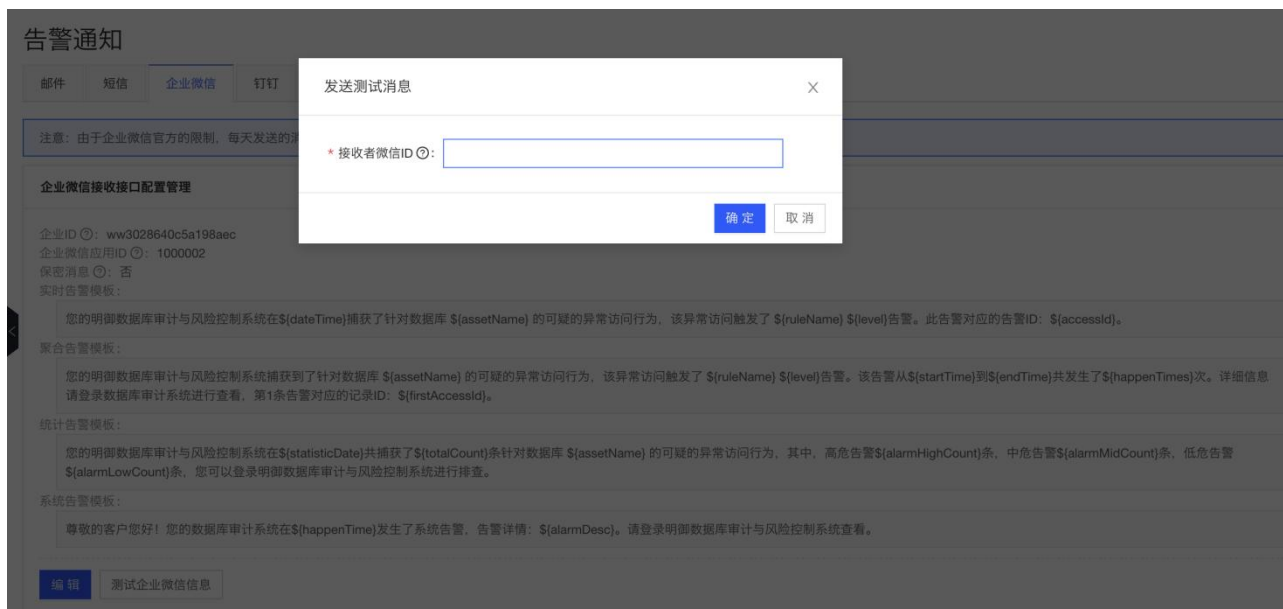 告警通知
邮件 短信 企业微信 钉钉
发送测试消息
注意：由于企业微信官方的限制，每天发送的
* 接收者微信ID：
确 定 取 消
企业微信接收接口配置管理
企业ID：ww3028640c5a198aec
企业微信应用ID：1000002
保密消息：否
实时告警模板：
您的明御数据库审计与风险控制系统在${dateTime}捕获了针对数据库 ${assetName} 的可疑的异常访问行为，该异常访问触发了 ${ruleName} ${level}告警。此告警对应的告警ID：${accessId}。
聚合告警模板：
您的明御数据库审计与风险控制系统捕获到了针对数据库 ${assetName} 的可疑的异常访问行为，该异常访问触发了 ${ruleName} ${level}告警。该告警从${startTime}到${endTime}共发生了${happenTimes}次。详细信息
请登录数据库审计系统进行查看，第1条告警对应的记录ID：${firstAccessId}。
统计告警模板：
您的明御数据库审计与风险控制系统在${statisticDate}共捕获了${totalCount}条针对数据库 ${assetName} 的可疑的异常访问行为，其中，高危告警${alarmHighCount}条，中危告警${alarmMidCount}条，低危告警
${alarmLowCount}条，您可以登录明御数据库审计与风险控制系统进行排查。
系统告警模板：
尊敬的客户您好！您的数据库审计系统在${happenTime}发生了系统告警，告警详情：${alarmDesc}。请登录明御数据库审计与风险控制系统查看。
编 辑 测试企业微信信息